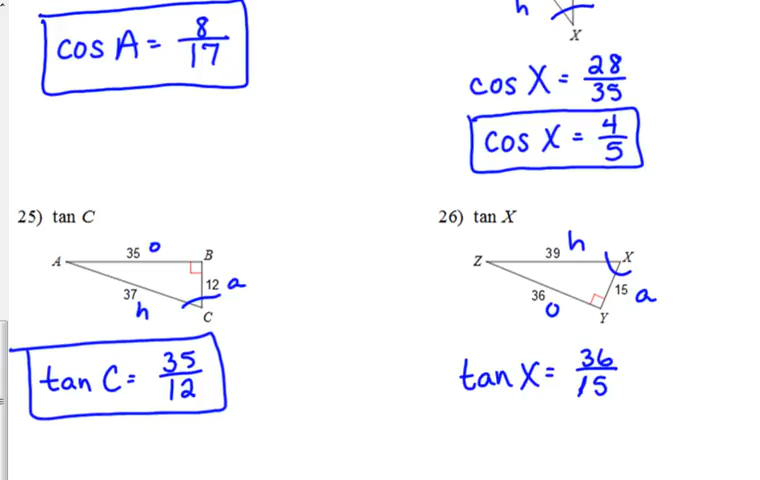 cos A = 8/17
h
X
cos X = 28/35
cos X = 4/5
25) tan C
35 o
A
B
12 a
37
h
C
tan C = 35/12
26) tan X
39 h
Z
X
36
o
15 a
Y
tan X = 36/15